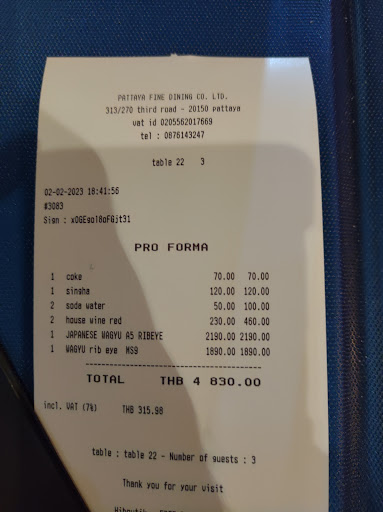 PATTAYA FINE DINING CO. LTD.
313/270 third road - 20150 pattaya
vat id 0205562017669
tel : 0876143247
table 22 3
02-02-2023 18:41:56
#3083
Sign : xOGEgol8oFGjt31
PRO FORMA
1 coke 70.00 70.00
1 singha 120.00 120.00
2 soda water 50.00 100.00
2 house wine red 230.00 460.00
1 JAPANESE WAGYU A5 RIBEYE 2190.00 2190.00
1 WAGYU rib eye MS9 1890.00 1890.00
TOTAL THB 4 830.00
incl. VAT (7%) THB 315.98
table : table 22 - Number of guests : 3
Thank you for your visit